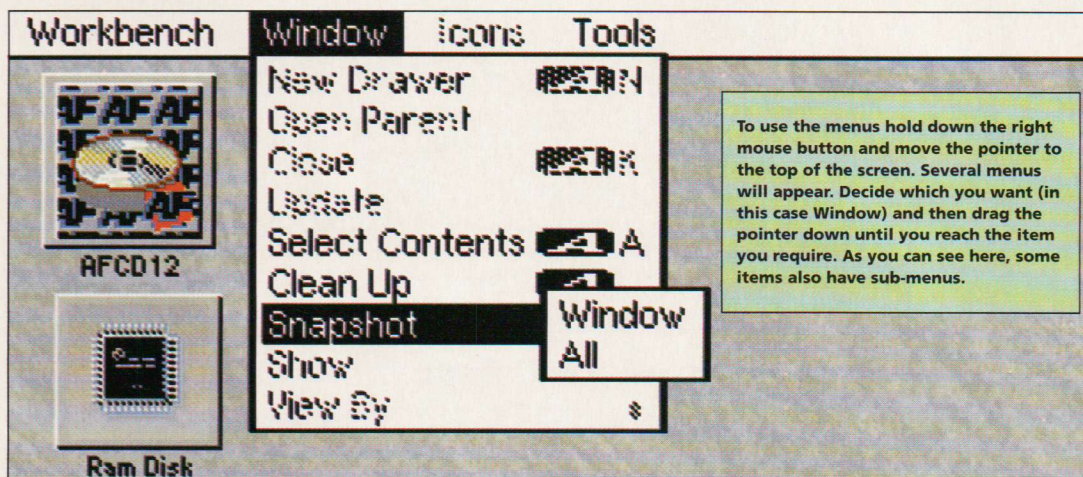 Workbench Window Icons Tools
New Drawer N
Open Parent
Close K
Update
Select Contents A
Clean Up
Snapshot
Window
All
Show
View By
AF AF AF
AFCD12
Ram Disk
To use the menus hold down the right
mouse button and move the pointer to
the top of the screen. Several menus
will appear. Decide which you want (in
this case Window) and then drag the
pointer down until you reach the item
you require. As you can see here, some
items also have sub-menus.